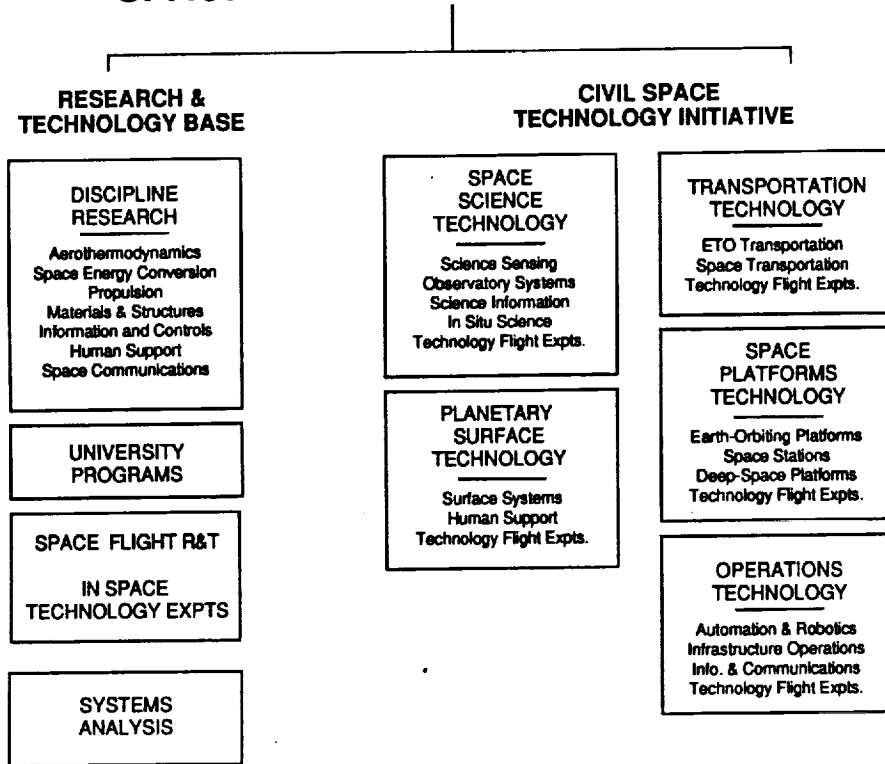 RESEARCH &
TECHNOLOGY BASE
DISCIPLINE
RESEARCH
Aerothermodynamics
Space Energy Conversion
Propulsion
Materials & Structures
Information and Controls
Human Support
Space Communications
UNIVERSITY
PROGRAMS
SPACE FLIGHT R&T
IN SPACE
TECHNOLOGY EXPTS
SYSTEMS
ANALYSIS
CIVIL SPACE
TECHNOLOGY INITIATIVE
SPACE
SCIENCE
TECHNOLOGY
Science Sensing
Observatory Systems
Science Information
In Situ Science
Technology Flight Expts.
PLANETARY
SURFACE
TECHNOLOGY
Surface Systems
Human Support
Technology Flight Expts.
TRANSPORTATION
TECHNOLOGY
ETO Transportation
Space Transportation
Technology Flight Expts.
SPACE
PLATFORMS
TECHNOLOGY
Earth-Orbiting Platforms
Space Stations
Deep-Space Platforms
Technology Flight Expts.
OPERATIONS
TECHNOLOGY
Automation & Robotics
Infrastructure Operations
Info. & Communications
Technology Flight Expts.